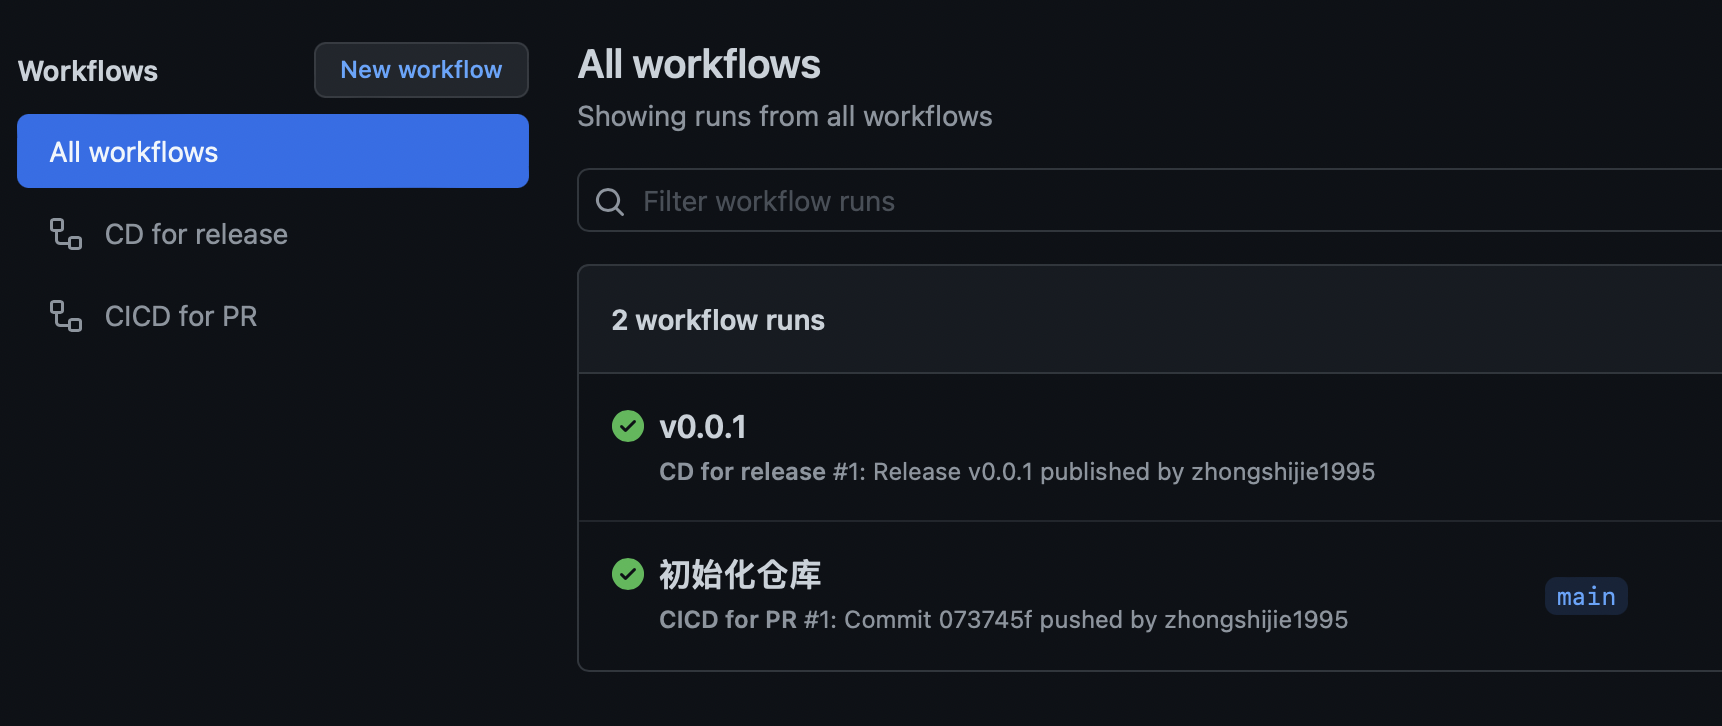 Workflows
New workflow
All workflows
CD for release
CICD for PR
All workflows
Showing runs from all workflows
Filter workflow runs
2 workflow runs
v0.0.1
CD for release #1: Release v0.0.1 published by zhongshijie1995
初始化仓库
CICD for PR #1: Commit 073745f pushed by zhongshijie1995
main